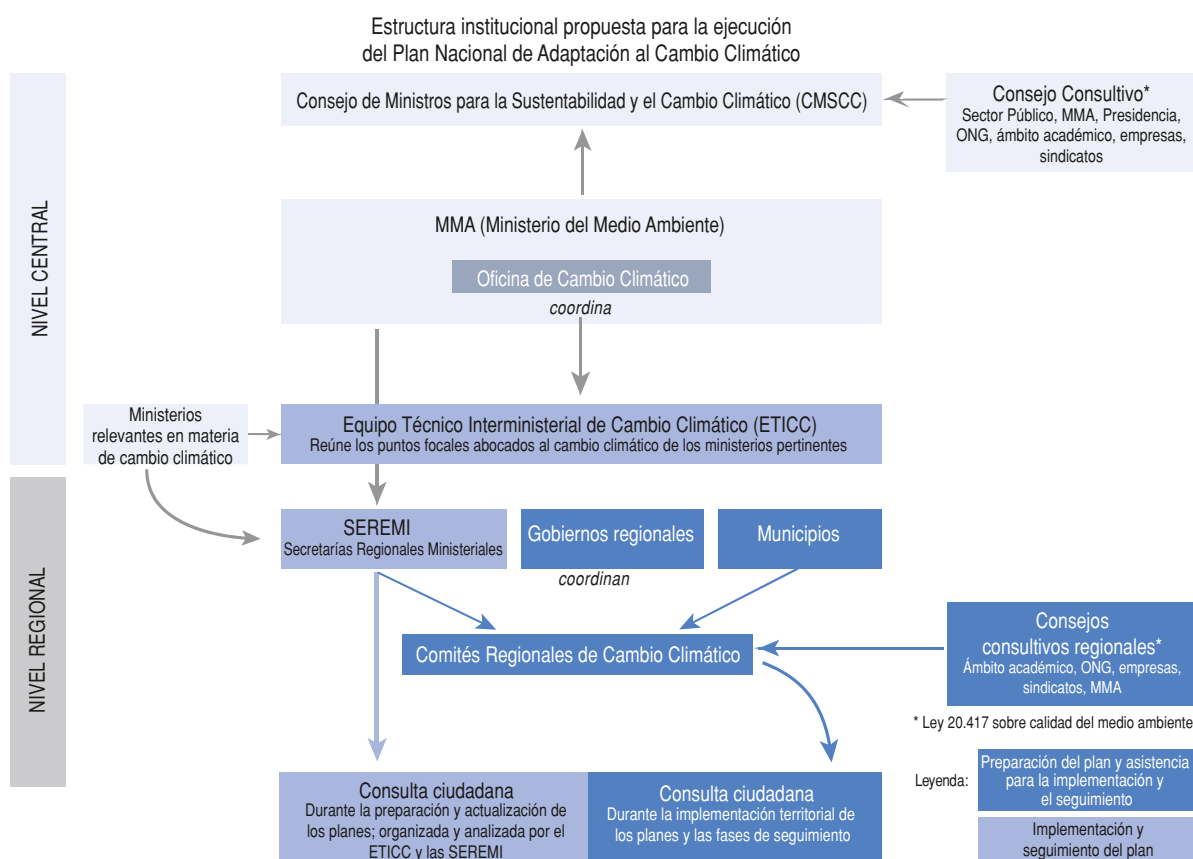 Estructura institucional propuesta para la ejecución
del Plan Nacional de Adaptación al Cambio Climático
NIVEL CENTRAL
Consejo de Ministros para la Sustentabilidad y el Cambio Climático (CMSCC)
Consejo Consultivo*
Sector Público, MMA, Presidencia,
ONG, ámbito académico, empresas,
sindicatos
MMA (Ministerio del Medio Ambiente)
Oficina de Cambio Climático
coordina
Ministerios
relevantes en materia
de cambio climático
Equipo Técnico Interministerial de Cambio Climático (ETICC)
Reúne los puntos focales abocados al cambio climático de los ministerios pertinentes
NIVEL REGIONAL
SEREMI
Secretarías Regionales Ministeriales
Gobiernos regionales
Municipios
coordinan
Comités Regionales de Cambio Climático
Consejos
consultivos regionales*
Ámbito académico, ONG, empresas,
sindicatos, MMA
* Ley 20.417 sobre calidad del medio ambiente
Consulta ciudadana
Durante la preparación y actualización de
los planes; organizada y analizada por el
ETICC y las SEREMI
Consulta ciudadana
Durante la implementación territorial de
los planes y las fases de seguimiento
Leyenda:
Preparación del plan y asistencia
para la implementación y
el seguimiento
Implementación y
seguimiento del plan